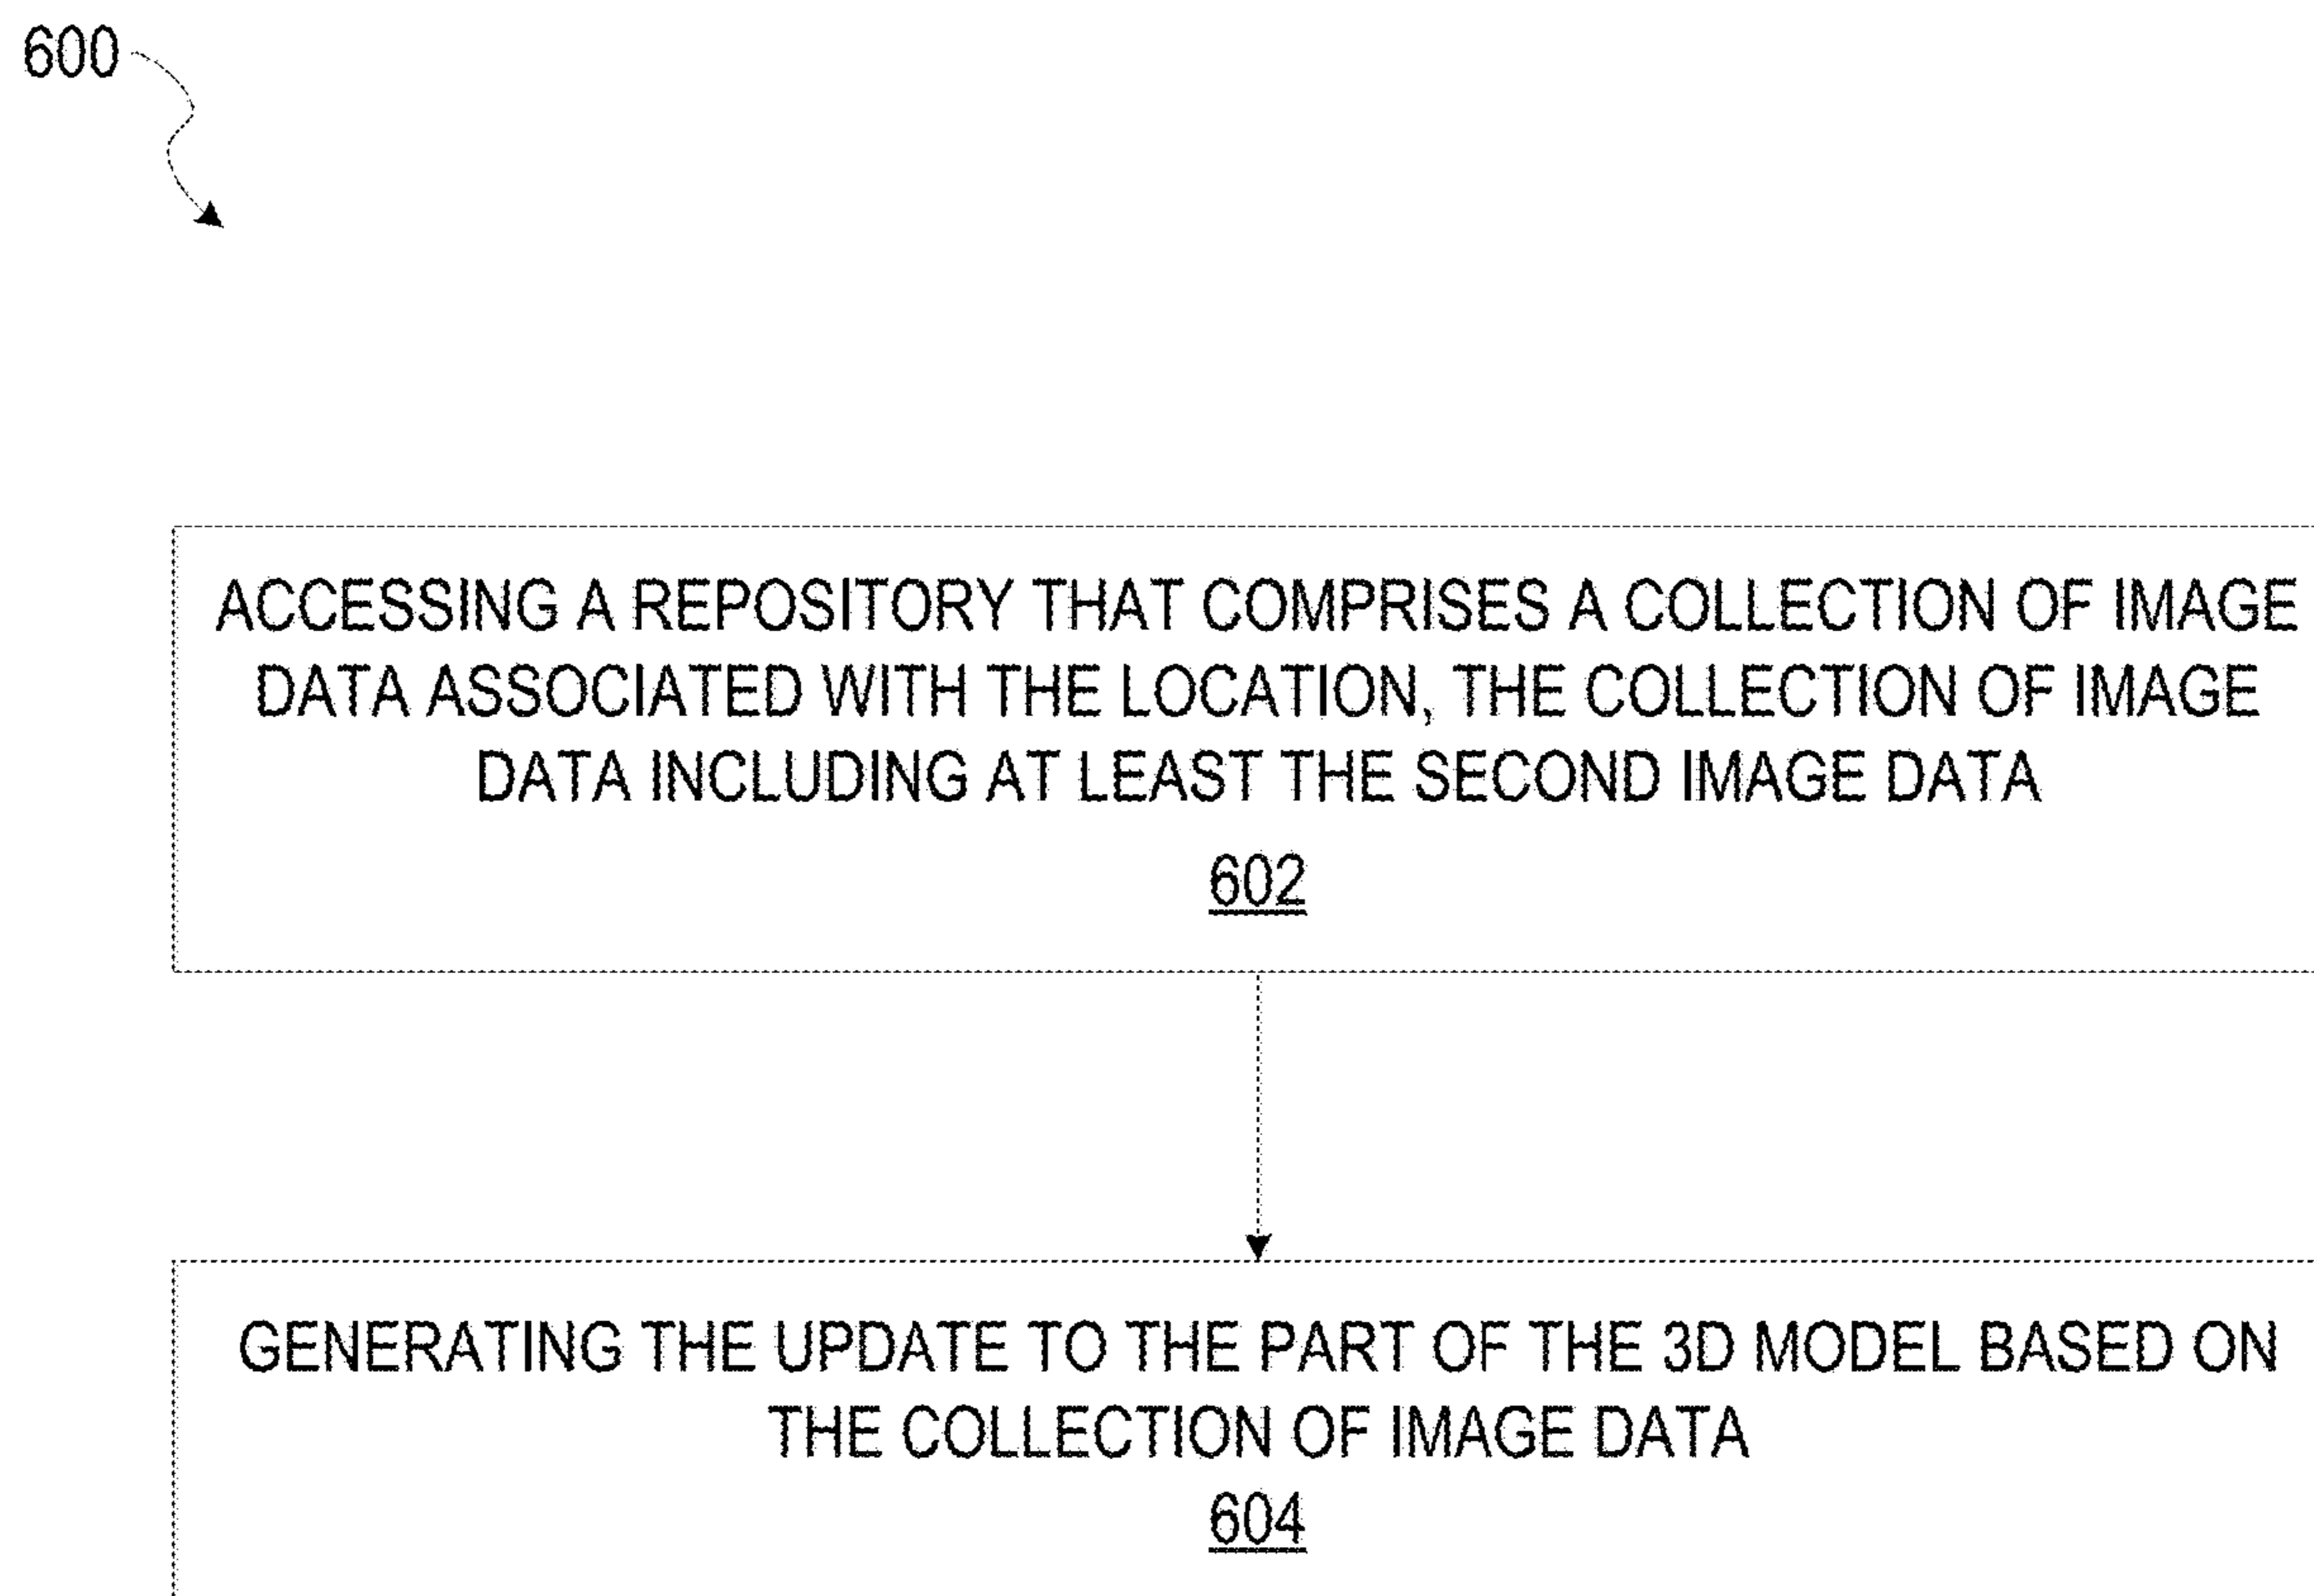 600
ACCESSING A REPOSITORY THAT COMPRISES A COLLECTION OF IMAGE
DATA ASSOCIATED WITH THE LOCATION, THE COLLECTION OF IMAGE
DATA INCLUDING AT LEAST THE SECOND IMAGE DATA
602
GENERATING THE UPDATE TO THE PART OF THE 3D MODEL BASED ON
THE COLLECTION OF IMAGE DATA
604